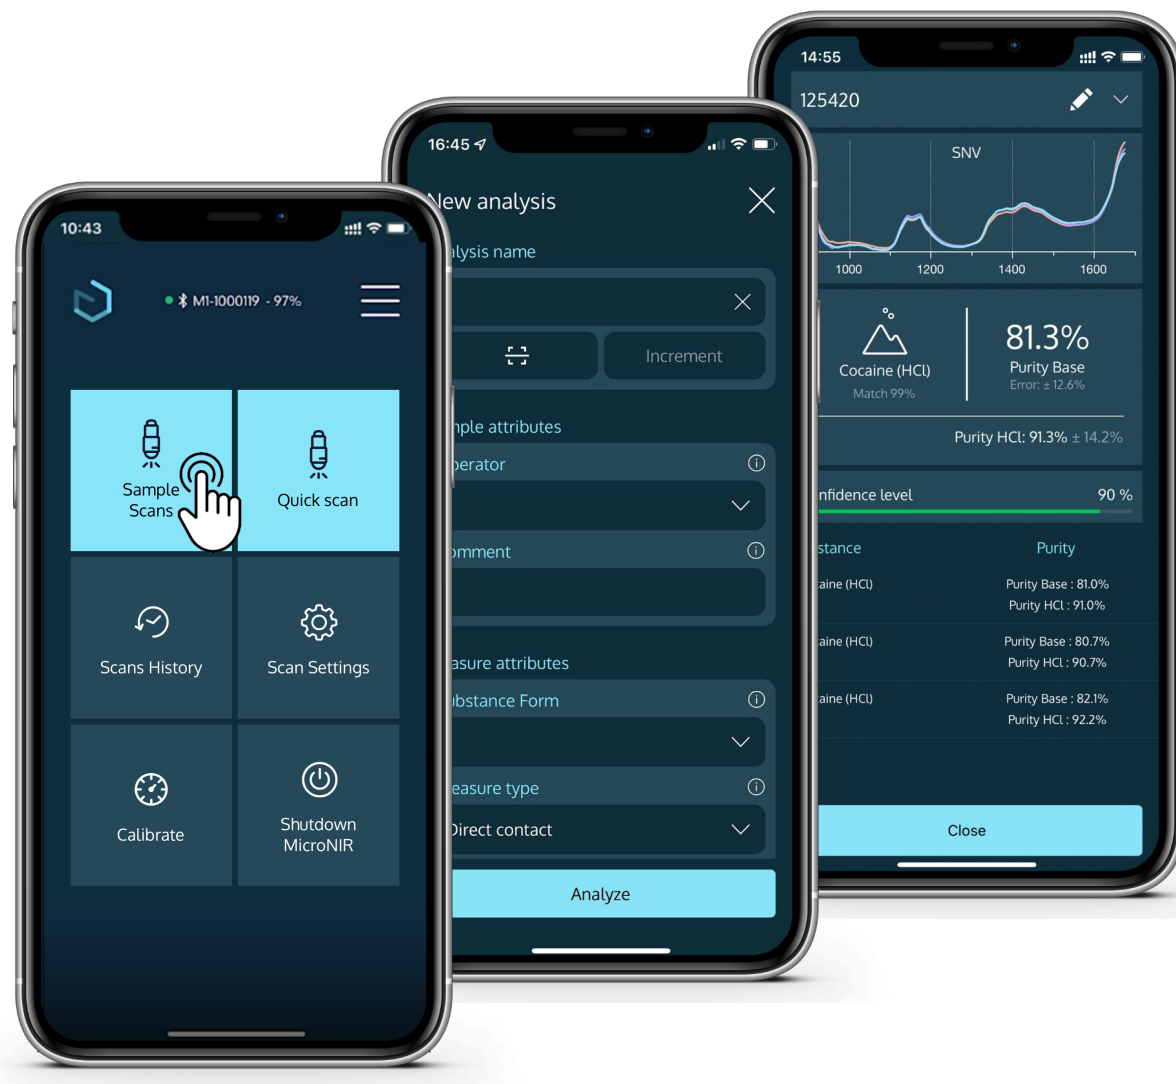 10:43
M1-1000119 - 97%
Sample
Scans
Quick scan
Scans History
Scan Settings
Calibrate
Shutdown
MicroNIR
16:45
New analysis
alysis name
Increment
ple attributes
erator
mment
asure attributes
bstance Form
easure type
Direct contact
Analyze
14:55
125420
SNV
1000
1200
1400
1600
Cocaine (HCl)
Match 99%
81.3%
Purity Base
Error: ± 12.6%
Purity HCl: 91.3% ± 14.2%
nfidence level
90 %
stance
Purity
aine (HCl)
Purity Base : 81.0%
Purity HCl : 91.0%
aine (HCl)
Purity Base : 80.7%
Purity HCl : 90.7%
aine (HCl)
Purity Base : 82.1%
Purity HCl : 92.2%
Close